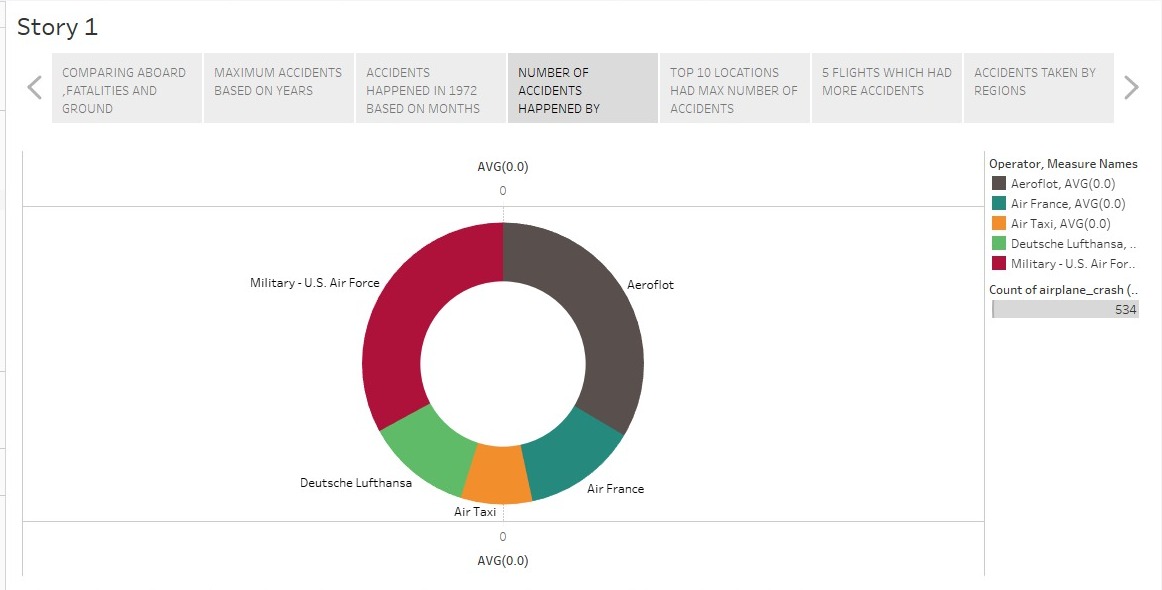 Story 1
COMPARING ABOARD
,FATALITIES AND
GROUND
MAXIMUM ACCIDENTS
BASED ON YEARS
ACCIDENTS
HAPPENED IN 1972
BASED ON MONTHS
NUMBER OF
ACCIDENTS
HAPPENED BY
TOP 10 LOCATIONS
HAD MAX NUMBER OF
ACCIDENTS
5 FLIGHTS WHICH HAD
MORE ACCIDENTS
ACCIDENTS TAKEN BY
REGIONS
AVG(0.0)
0
Military - U.S. Air Force
Aeroflot
Deutsche Lufthansa
Air France
Air Taxi
0
AVG(0.0)
Operator, Measure Names
Aeroflot, AVG(0.0)
Air France, AVG(0.0)
Air Taxi, AVG(0.0)
Deutsche Lufthansa, ..
Military - U.S. Air For..
Count of airplane_crash (..
534